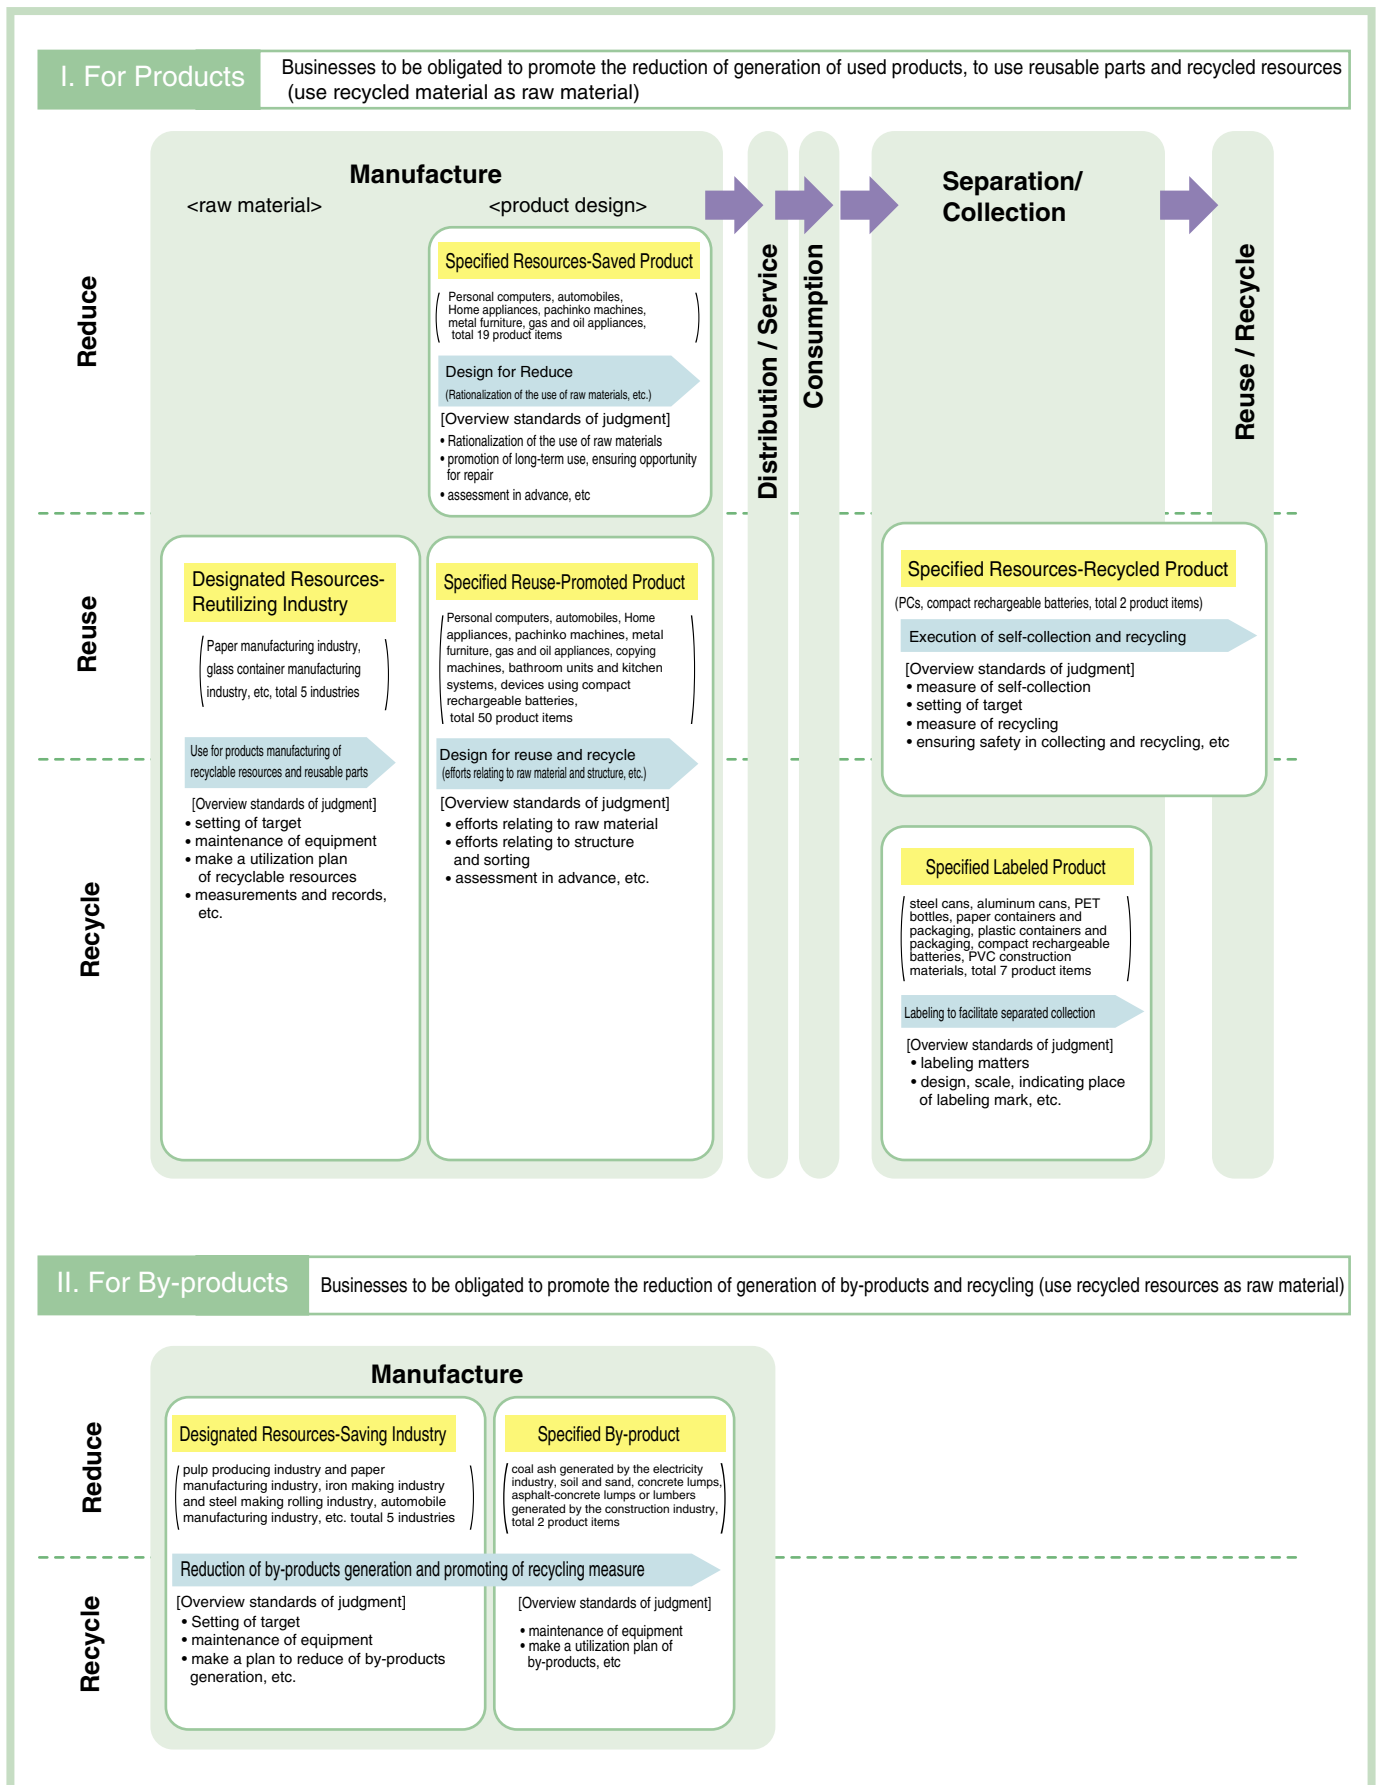 I. For Products
Businesses to be obligated to promote the reduction of generation of used products, to use reusable parts and recycled resources
(use recycled material as raw material)
Manufacture
<raw material>
<product design>
Distribution / Service
Consumption
Separation/
Collection
Reuse / Recycle
Reduce
Specified Resources-Saved Product
Personal computers, automobiles,
Home appliances, pachinko machines,
metal furniture, gas and oil appliances,
total 19 product items
Design for Reduce
(Rationalization of the use of raw materials, etc.)
[Overview standards of judgment]
• Rationalization of the use of raw materials
• promotion of long-term use, ensuring opportunity
for repair
• assessment in advance, etc
Reuse
Recycle
Designated Resources-
Reutilizing Industry
Paper manufacturing industry,
glass container manufacturing
industry, etc, total 5 industries
Use for products manufacturing of
recyclable resources and reusable parts
[Overview standards of judgment]
• setting of target
• maintenance of equipment
• make a utilization plan
of recyclable resources
• measurements and records,
etc.
Specified Reuse-Promoted Product
Personal computers, automobiles, Home
appliances, pachinko machines, metal
furniture, gas and oil appliances, copying
machines, bathroom units and kitchen
systems, devices using compact
rechargeable batteries,
total 50 product items
Design for reuse and recycle
(efforts relating to raw material and structure, etc.)
[Overview standards of judgment]
• efforts relating to raw material
• efforts relating to structure
and sorting
• assessment in advance, etc.
Specified Resources-Recycled Product
(PCs, compact rechargeable batteries, total 2 product items)
Execution of self-collection and recycling
[Overview standards of judgment]
• measure of self-collection
• setting of target
• measure of recycling
• ensuring safety in collecting and recycling, etc
Specified Labeled Product
steel cans, aluminum cans, PET
bottles, paper containers and
packaging, plastic containers and
packaging, compact rechargeable
batteries, PVC construction
materials, total 7 product items
Labeling to facilitate separated collection
[Overview standards of judgment]
• labeling matters
• design, scale, indicating place
of labeling mark, etc.
II. For By-products
Businesses to be obligated to promote the reduction of generation of by-products and recycling (use recycled resources as raw material)
Manufacture
Reduce
Recycle
Designated Resources-Saving Industry
pulp producing industry and paper
manufacturing industry, iron making industry
and steel making rolling industry, automobile
manufacturing industry, etc. toutal 5 industries
Specified By-product
coal ash generated by the electricity
industry, soil and sand, concrete lumps,
asphalt-concrete lumps or lumbers
generated by the construction industry,
total 2 product items
Reduction of by-products generation and promoting of recycling measure
[Overview standards of judgment]
• Setting of target
• maintenance of equipment
• make a plan to reduce of by-products
generation, etc.
[Overview standards of judgment]
• maintenance of equipment
• make a utilization plan of
by-products, etc